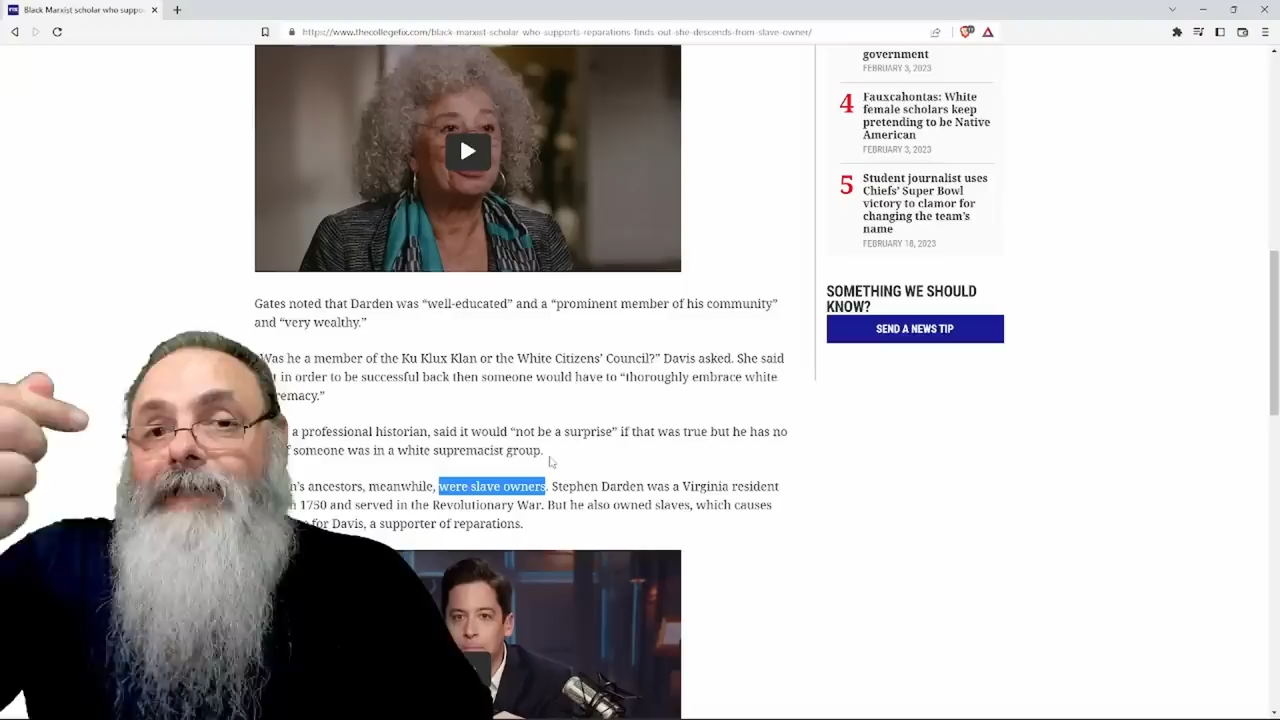 Black Marxist scholar who suppo
https://www.thecollegefix.com/black-marxist-scholar-who-supports-reparations-finds-out-she-descends-from-slave-owner/
government
FEBRUARY 3, 2023
4 Fauxcahontas: White
female scholars keep
pretending to be Native
American
FEBRUARY 3, 2023
5 Student journalist uses
Chiefs' Super Bowl
victory to clamor for
changing the team's
name
FEBRUARY 18, 2023
SOMETHING WE SHOULD
KNOW?
SEND A NEWS TIP
Gates noted that Darden was “well-educated” and a “prominent member of his community”
and “very wealthy.”
Was he a member of the Ku Klux Klan or the White Citizens’ Council?” Davis asked. She said
in order to be successful back then someone would have to “thoroughly embrace white
remacy.”
a professional historian, said it would “not be a surprise” if that was true but he has no
someone was in a white supremacist group.
n’s ancestors, meanwhile, were slave owners. Stephen Darden was a Virginia resident
1750 and served in the Revolutionary War. But he also owned slaves, which causes
for Davis, a supporter of reparations.